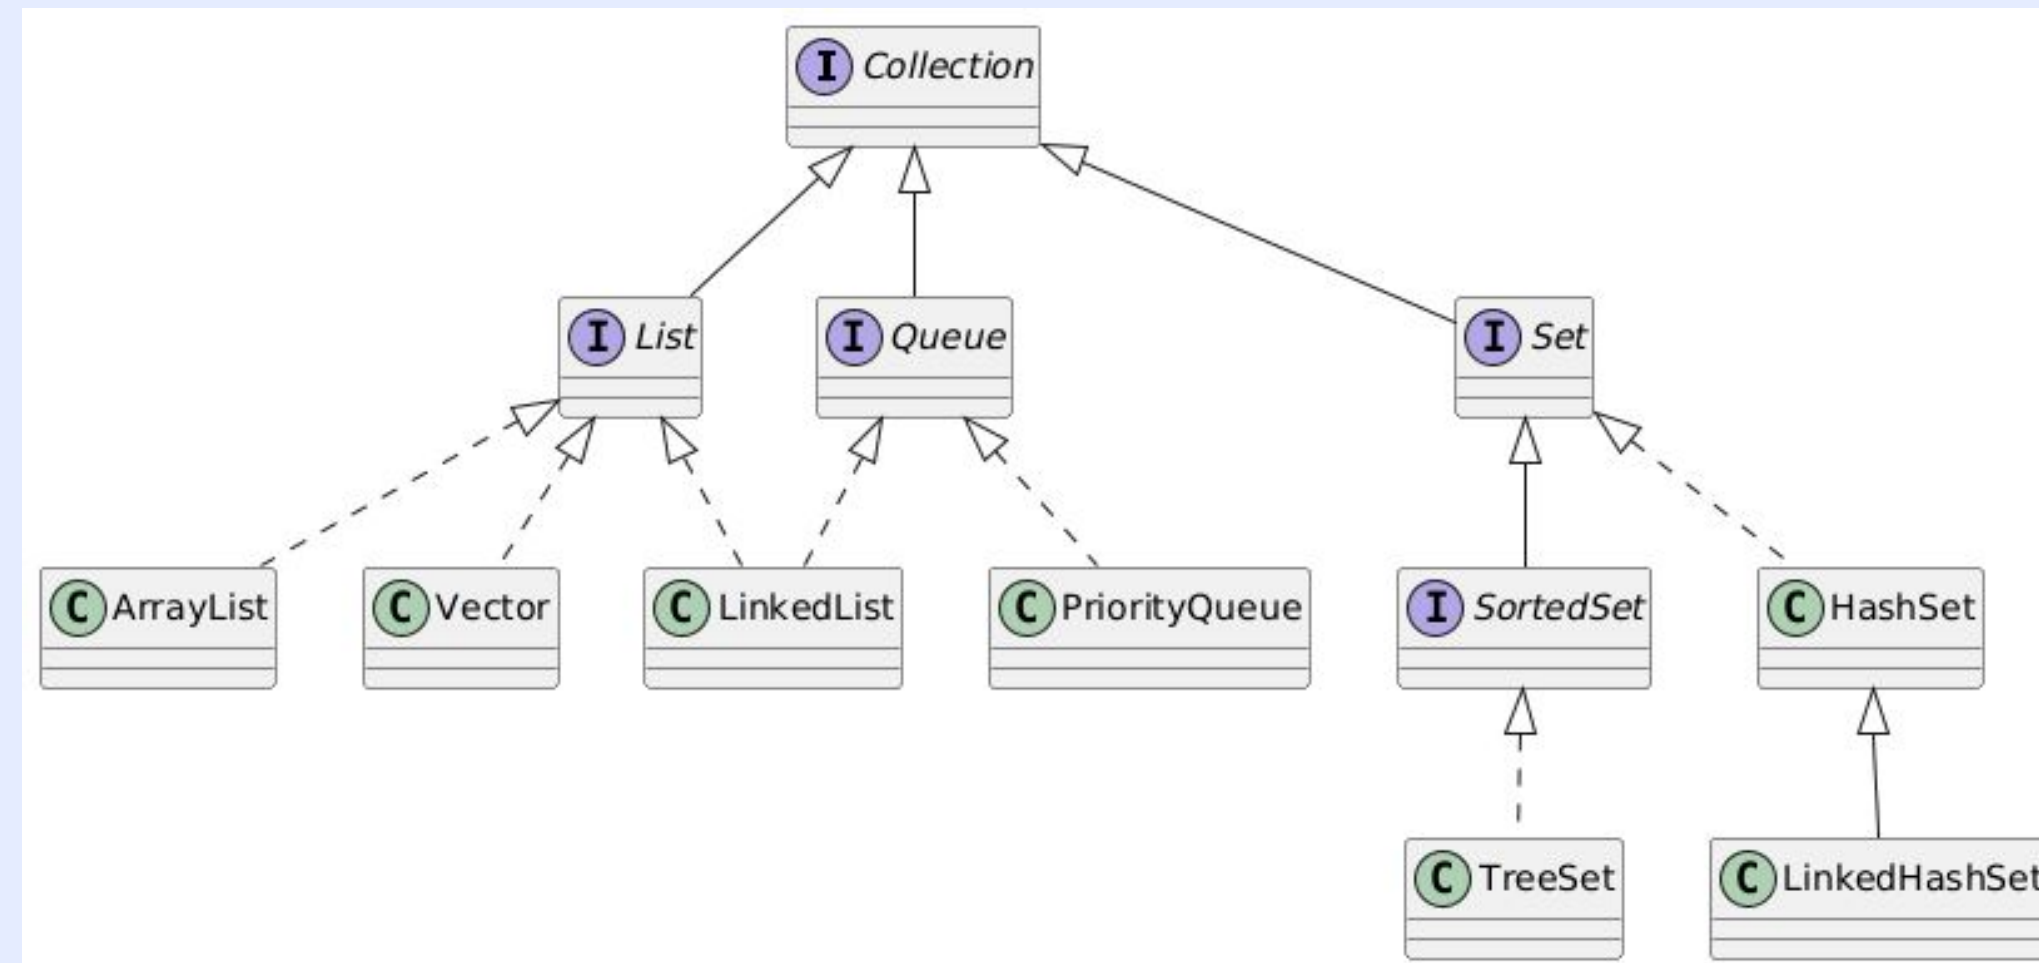 I Collection
I List
I Queue
I Set
C ArrayList
C Vector
C LinkedList
C PriorityQueue
I SortedSet
C HashSet
C TreeSet
C LinkedHashSet